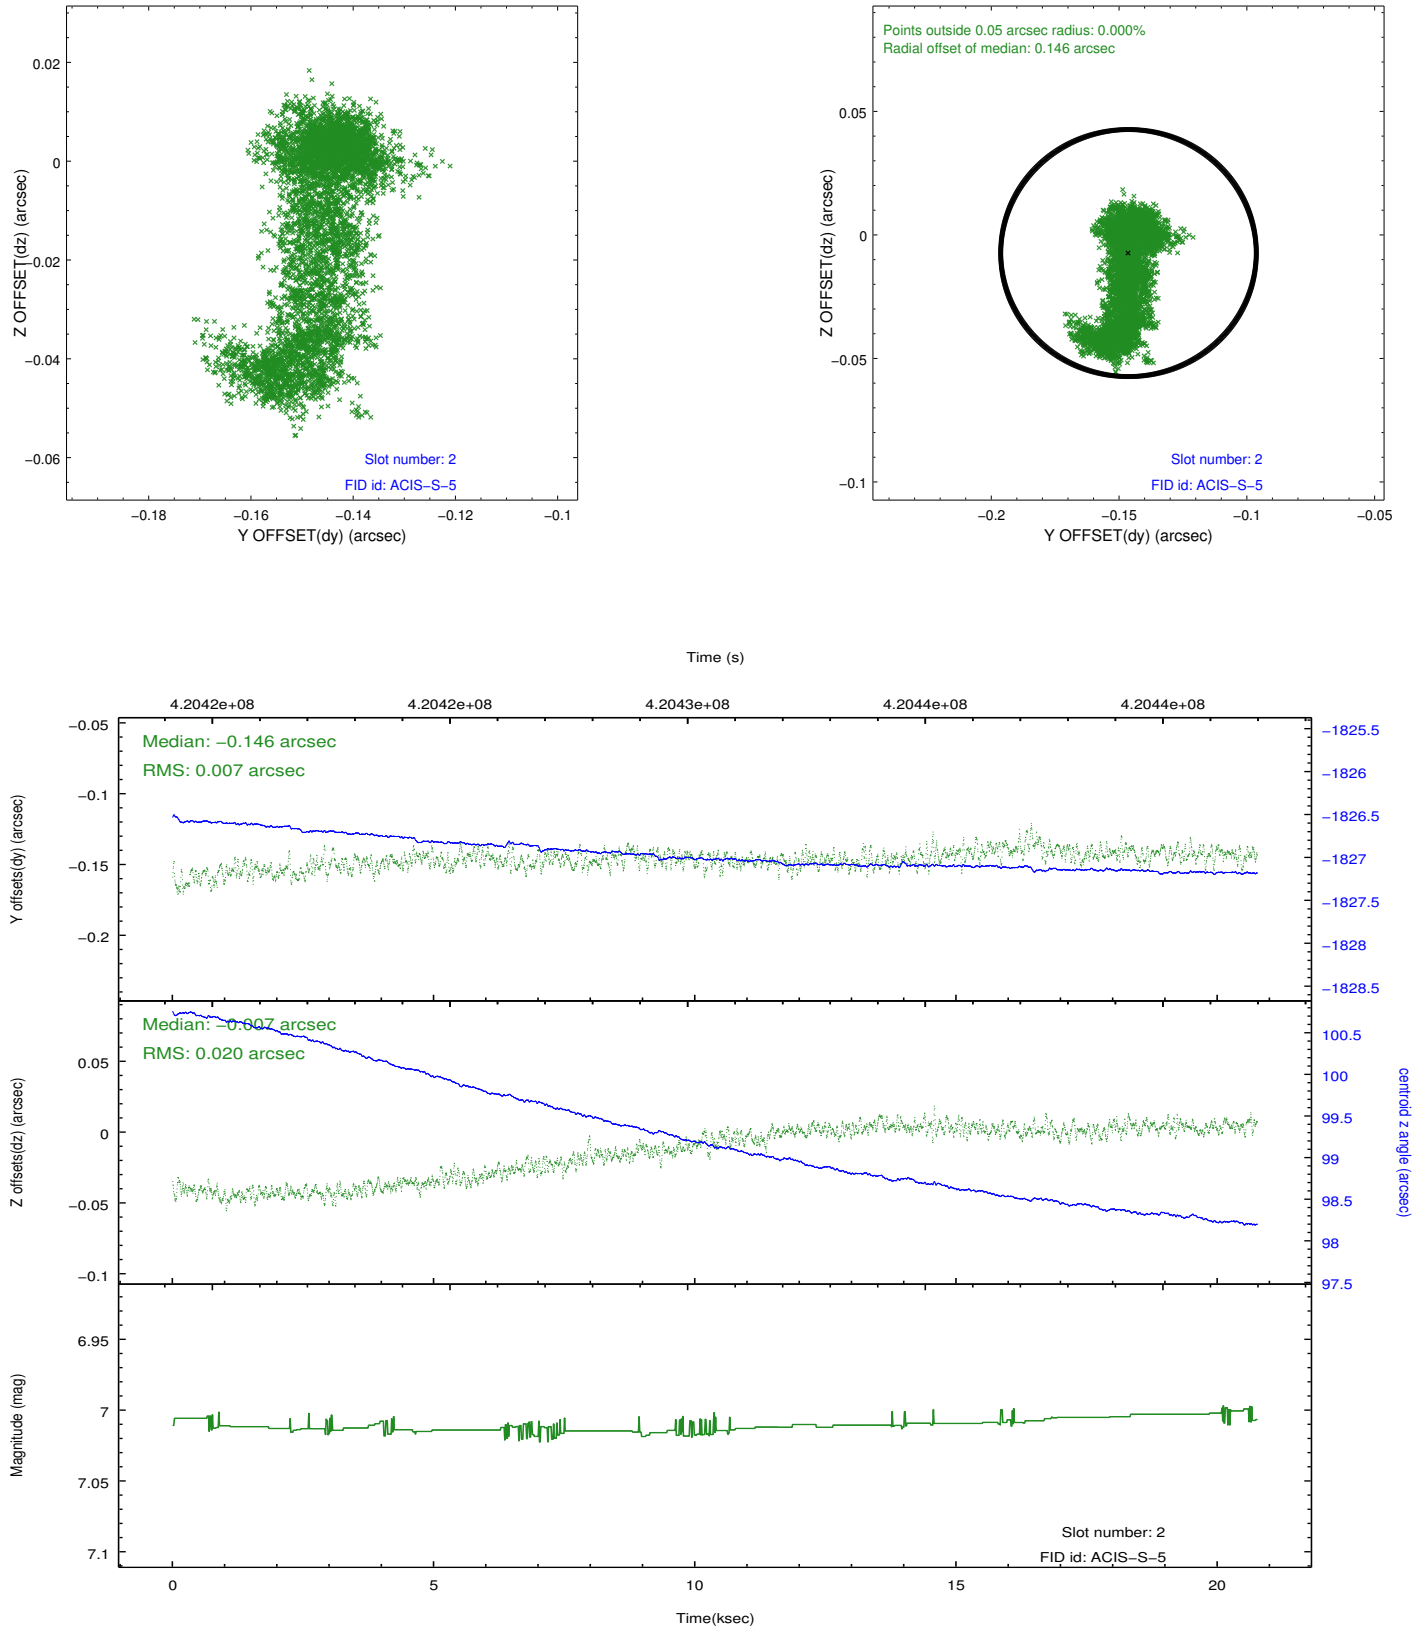 0.02
0
−0.02
−0.04
−0.06
Z OFFSET(dz) (arcsec)
Slot number: 2
FID id: ACIS−S−5
−0.18
−0.16
−0.14
−0.12
−0.1
Y OFFSET(dy) (arcsec)
Points outside 0.05 arcsec radius: 0.000%
Radial offset of median: 0.146 arcsec
0.05
0
−0.05
−0.1
Z OFFSET(dz) (arcsec)
Slot number: 2
FID id: ACIS−S−5
−0.2
−0.15
−0.1
−0.05
Y OFFSET(dy) (arcsec)
Time (s)
4.2042e+08
4.2042e+08
4.2043e+08
4.2044e+08
4.2044e+08
Median: −0.146 arcsec
RMS: 0.007 arcsec
−0.05
−0.1
−0.15
−0.2
Y offsets(dy) (arcsec)
−1825.5
−1826
−1826.5
−1827
−1827.5
−1828
−1828.5
Median: −0.007 arcsec
RMS: 0.020 arcsec
0.05
0
−0.05
−0.1
Z offsets(dz) (arcsec)
100.5
100
99.5
99
98.5
98
97.5
centroid z angle (arcsec)
6.95
7
7.05
7.1
Magnitude (mag)
Slot number: 2
FID id: ACIS−S−5
0
5
10
15
20
Time(ksec)